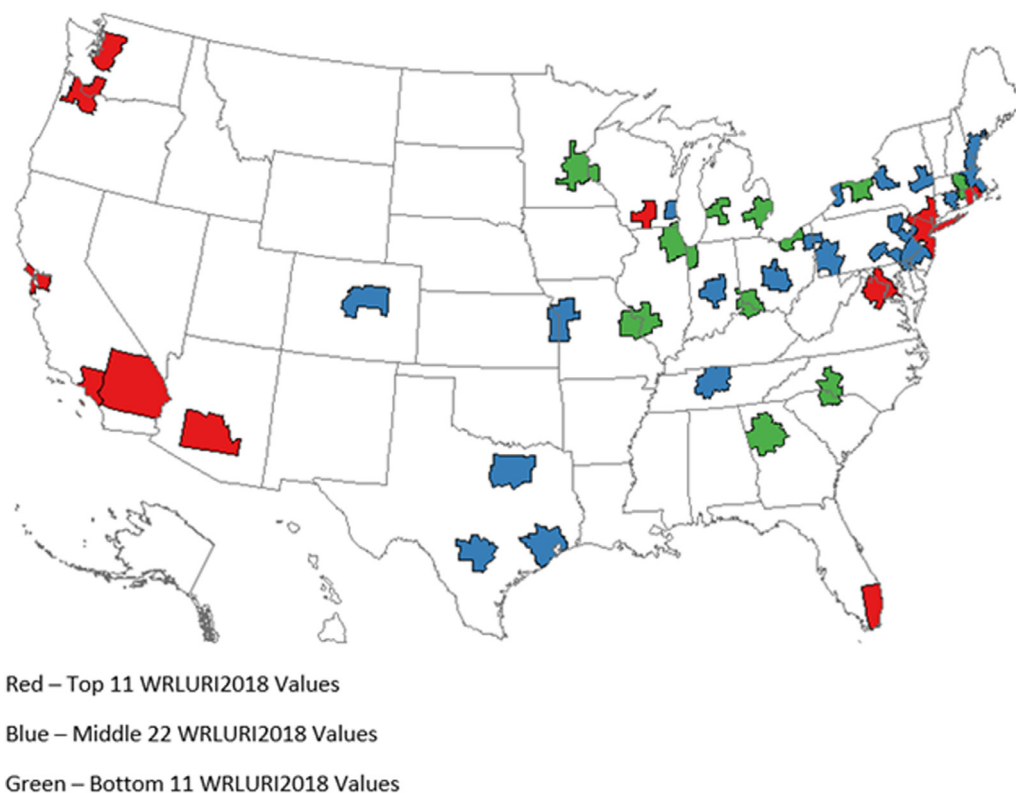 Red – Top 11 WRLURI2018 Values
Blue – Middle 22 WRLURI2018 Values
Green – Bottom 11 WRLURI2018 Values